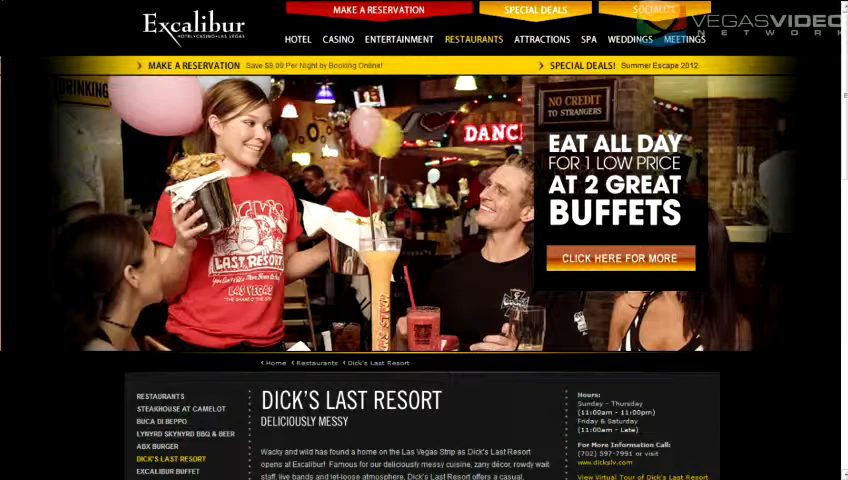 Excalibur
HOTEL • CASINO • LAS VEGAS
MAKE A RESERVATION
SPECIAL DEALS
VEGASVIDEO
NETWORK
HOTEL CASINO ENTERTAINMENT RESTAURANTS ATTRACTIONS SPA WEDDINGS MEETINGS
MAKE A RESERVATION Save $8.00 Per Night by Booking Online!
SPECIAL DEALS! Summer Escape 2012
DRINKING
NO CREDIT
TO STRANGERS
DANC
EAT ALL DAY
FOR 1 LOW PRICE
AT 2 GREAT
BUFFETS
CLICK HERE FOR MORE
LAST RESORT
LAS VEGAS
Home Restaurants Dick's Last Resort
RESTAURANTS
STEAKHOUSE AT CAMELOT
BUCA DI BEPPO
LYNYRD SKYNYRD BBQ & BEER
ABX BURGER
DICK'S LAST RESORT
EXCALIBUR BUFFET
DICK'S LAST RESORT
DELICIOUSLY MESSY
Wacky and wild has found a home on the Las Vegas Strip as Dick's Last Resort
opens at Excalibur! Famous for our deliciously messy cuisine, zany décor, rowdy wait
staff, live bands and let-loose atmosphere, Dick's Last Resort offers a casual,
Hours:
Sunday - Thursday
(11:00am - 11:00pm)
Friday & Saturday
(11:00am - Late)
For More Information Call:
(702) 597-7991 or visit
www.dickslv.com
View Virtual Tour of Dick's Last Resort